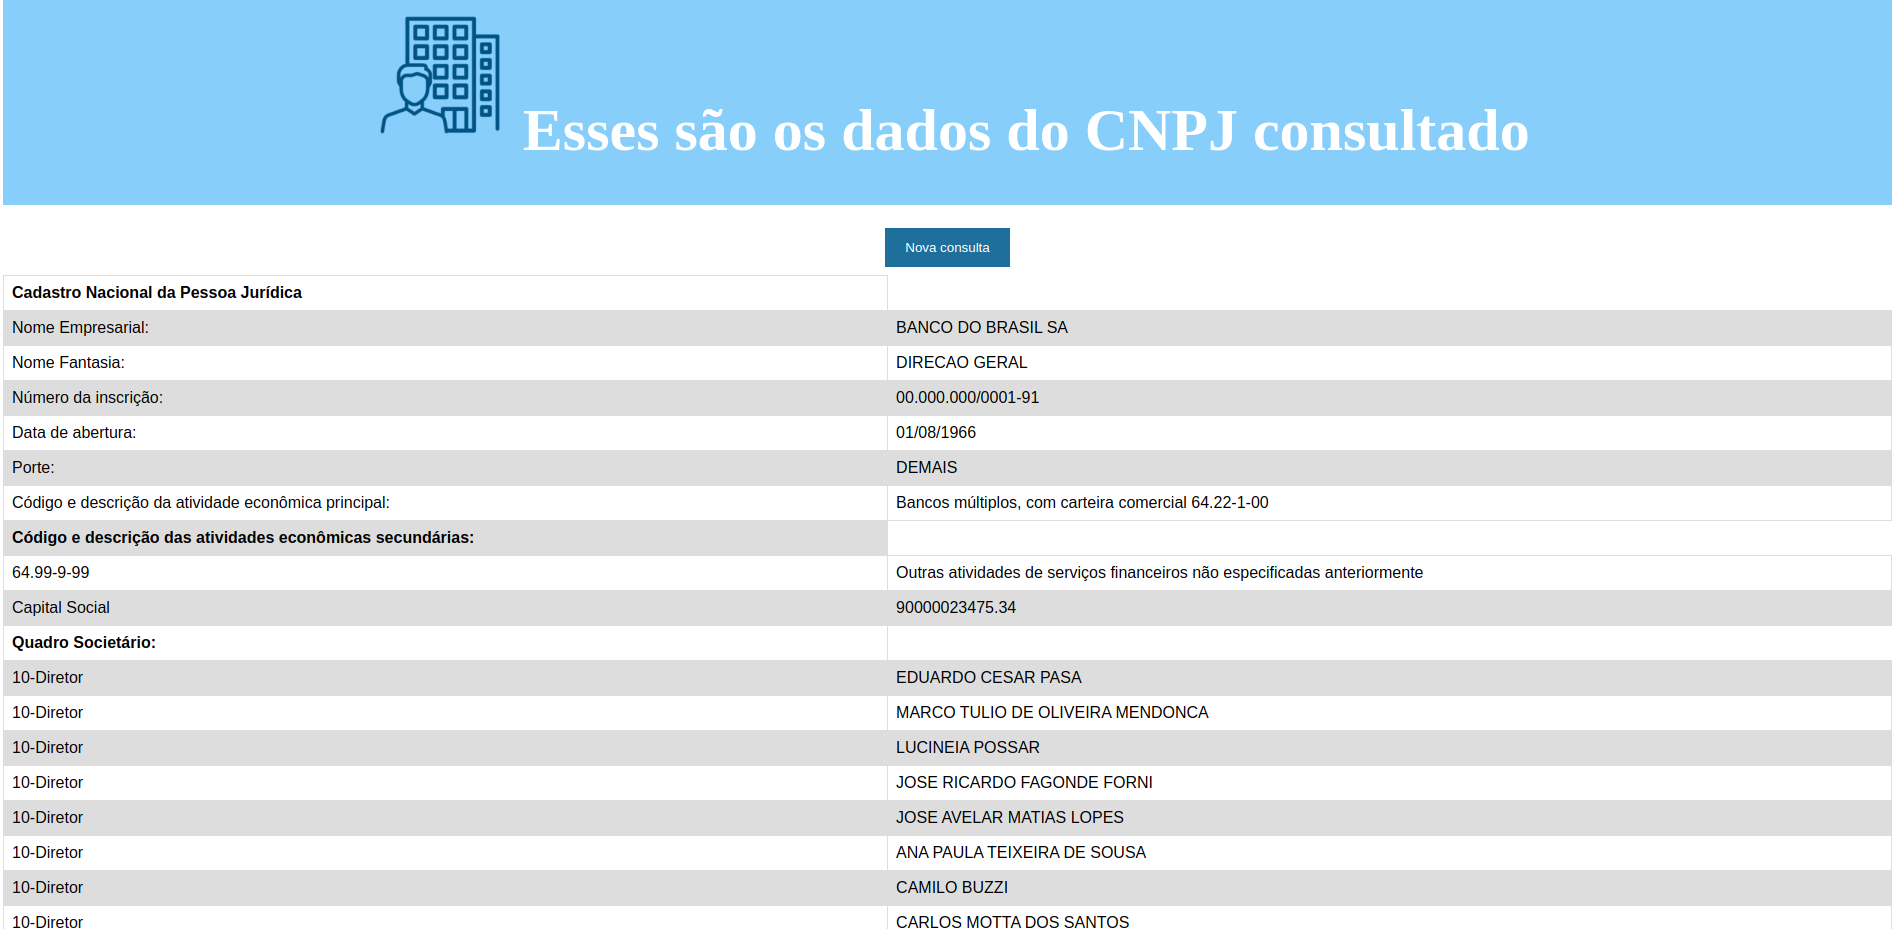 Esses são os dados do CNPJ consultado
Nova consulta
Cadastro Nacional da Pessoa Jurídica
Nome Empresarial: BANCO DO BRASIL SA
Nome Fantasia: DIRECAO GERAL
Número da inscrição: 00.000.000/0001-91
Data de abertura: 01/08/1966
Porte: DEMAIS
Código e descrição da atividade econômica principal: Bancos múltiplos, com carteira comercial 64.22-1-00
Código e descrição das atividades econômicas secundárias:
64.99-9-99 Outras atividades de serviços financeiros não especificadas anteriormente
Capital Social 90000023475.34
Quadro Societário:
10-Diretor EDUARDO CESAR PASA
10-Diretor MARCO TULIO DE OLIVEIRA MENDONCA
10-Diretor LUCINEIA POSSAR
10-Diretor JOSE RICARDO FAGONDE FORNI
10-Diretor JOSE AVELAR MATIAS LOPES
10-Diretor ANA PAULA TEIXEIRA DE SOUSA
10-Diretor CAMILO BUZZI
10-Diretor CARLOS MOTTA DOS SANTOS